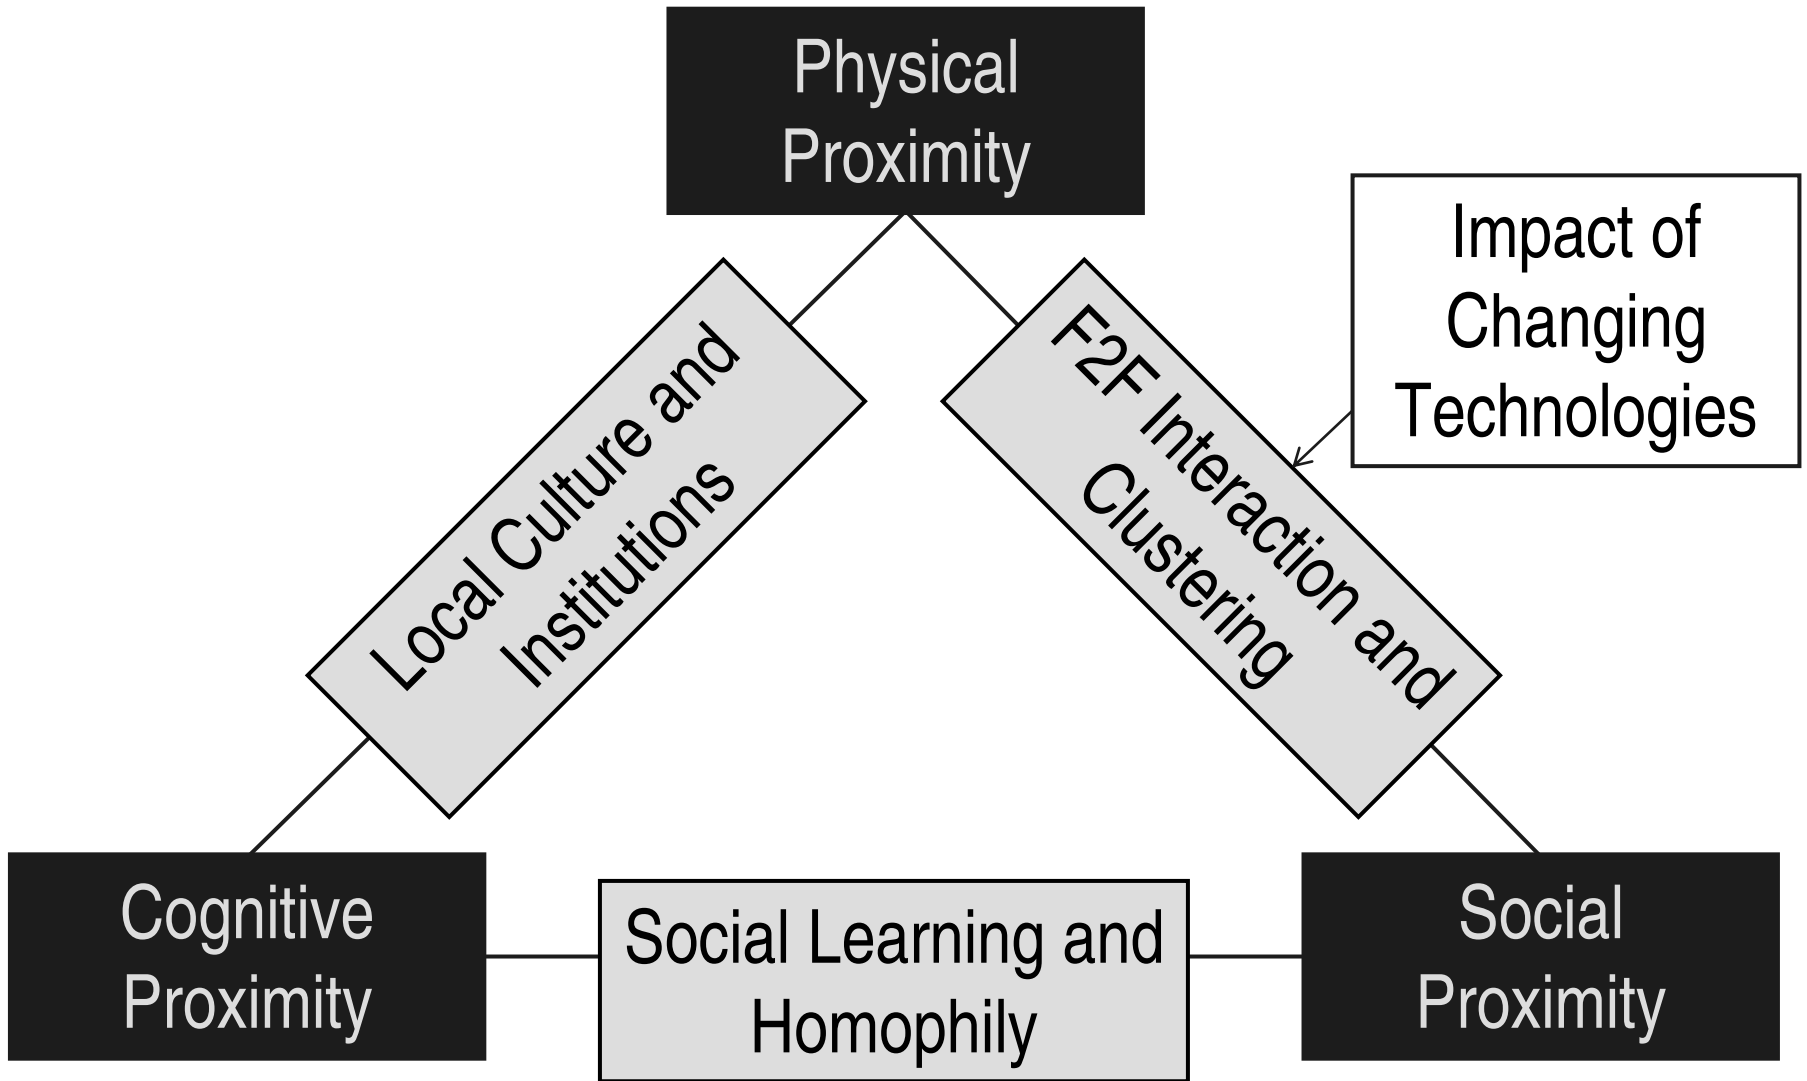 Physical
Proximity
Impact of
Changing
Technologies
Local Culture and
Institutions
F2F Interaction and
Clustering
Cognitive
Proximity
Social Learning and
Homophily
Social
Proximity